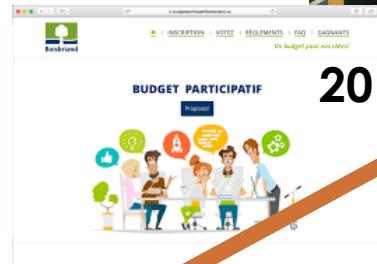 INSCRIPTION VOTEZ RÈGLEMENTS FAQ GAGNANTS
Boisbriand
Un budget pour vos idées!
20
BUDGET PARTICIPATIF
Proposez!